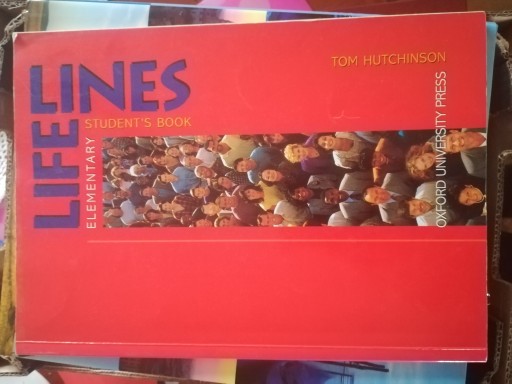 LIFE
LINES
ELEMENTARY
STUDENT'S BOOK
TOM HUTCHINSON
OXFORD UNIVERSITY PRESS